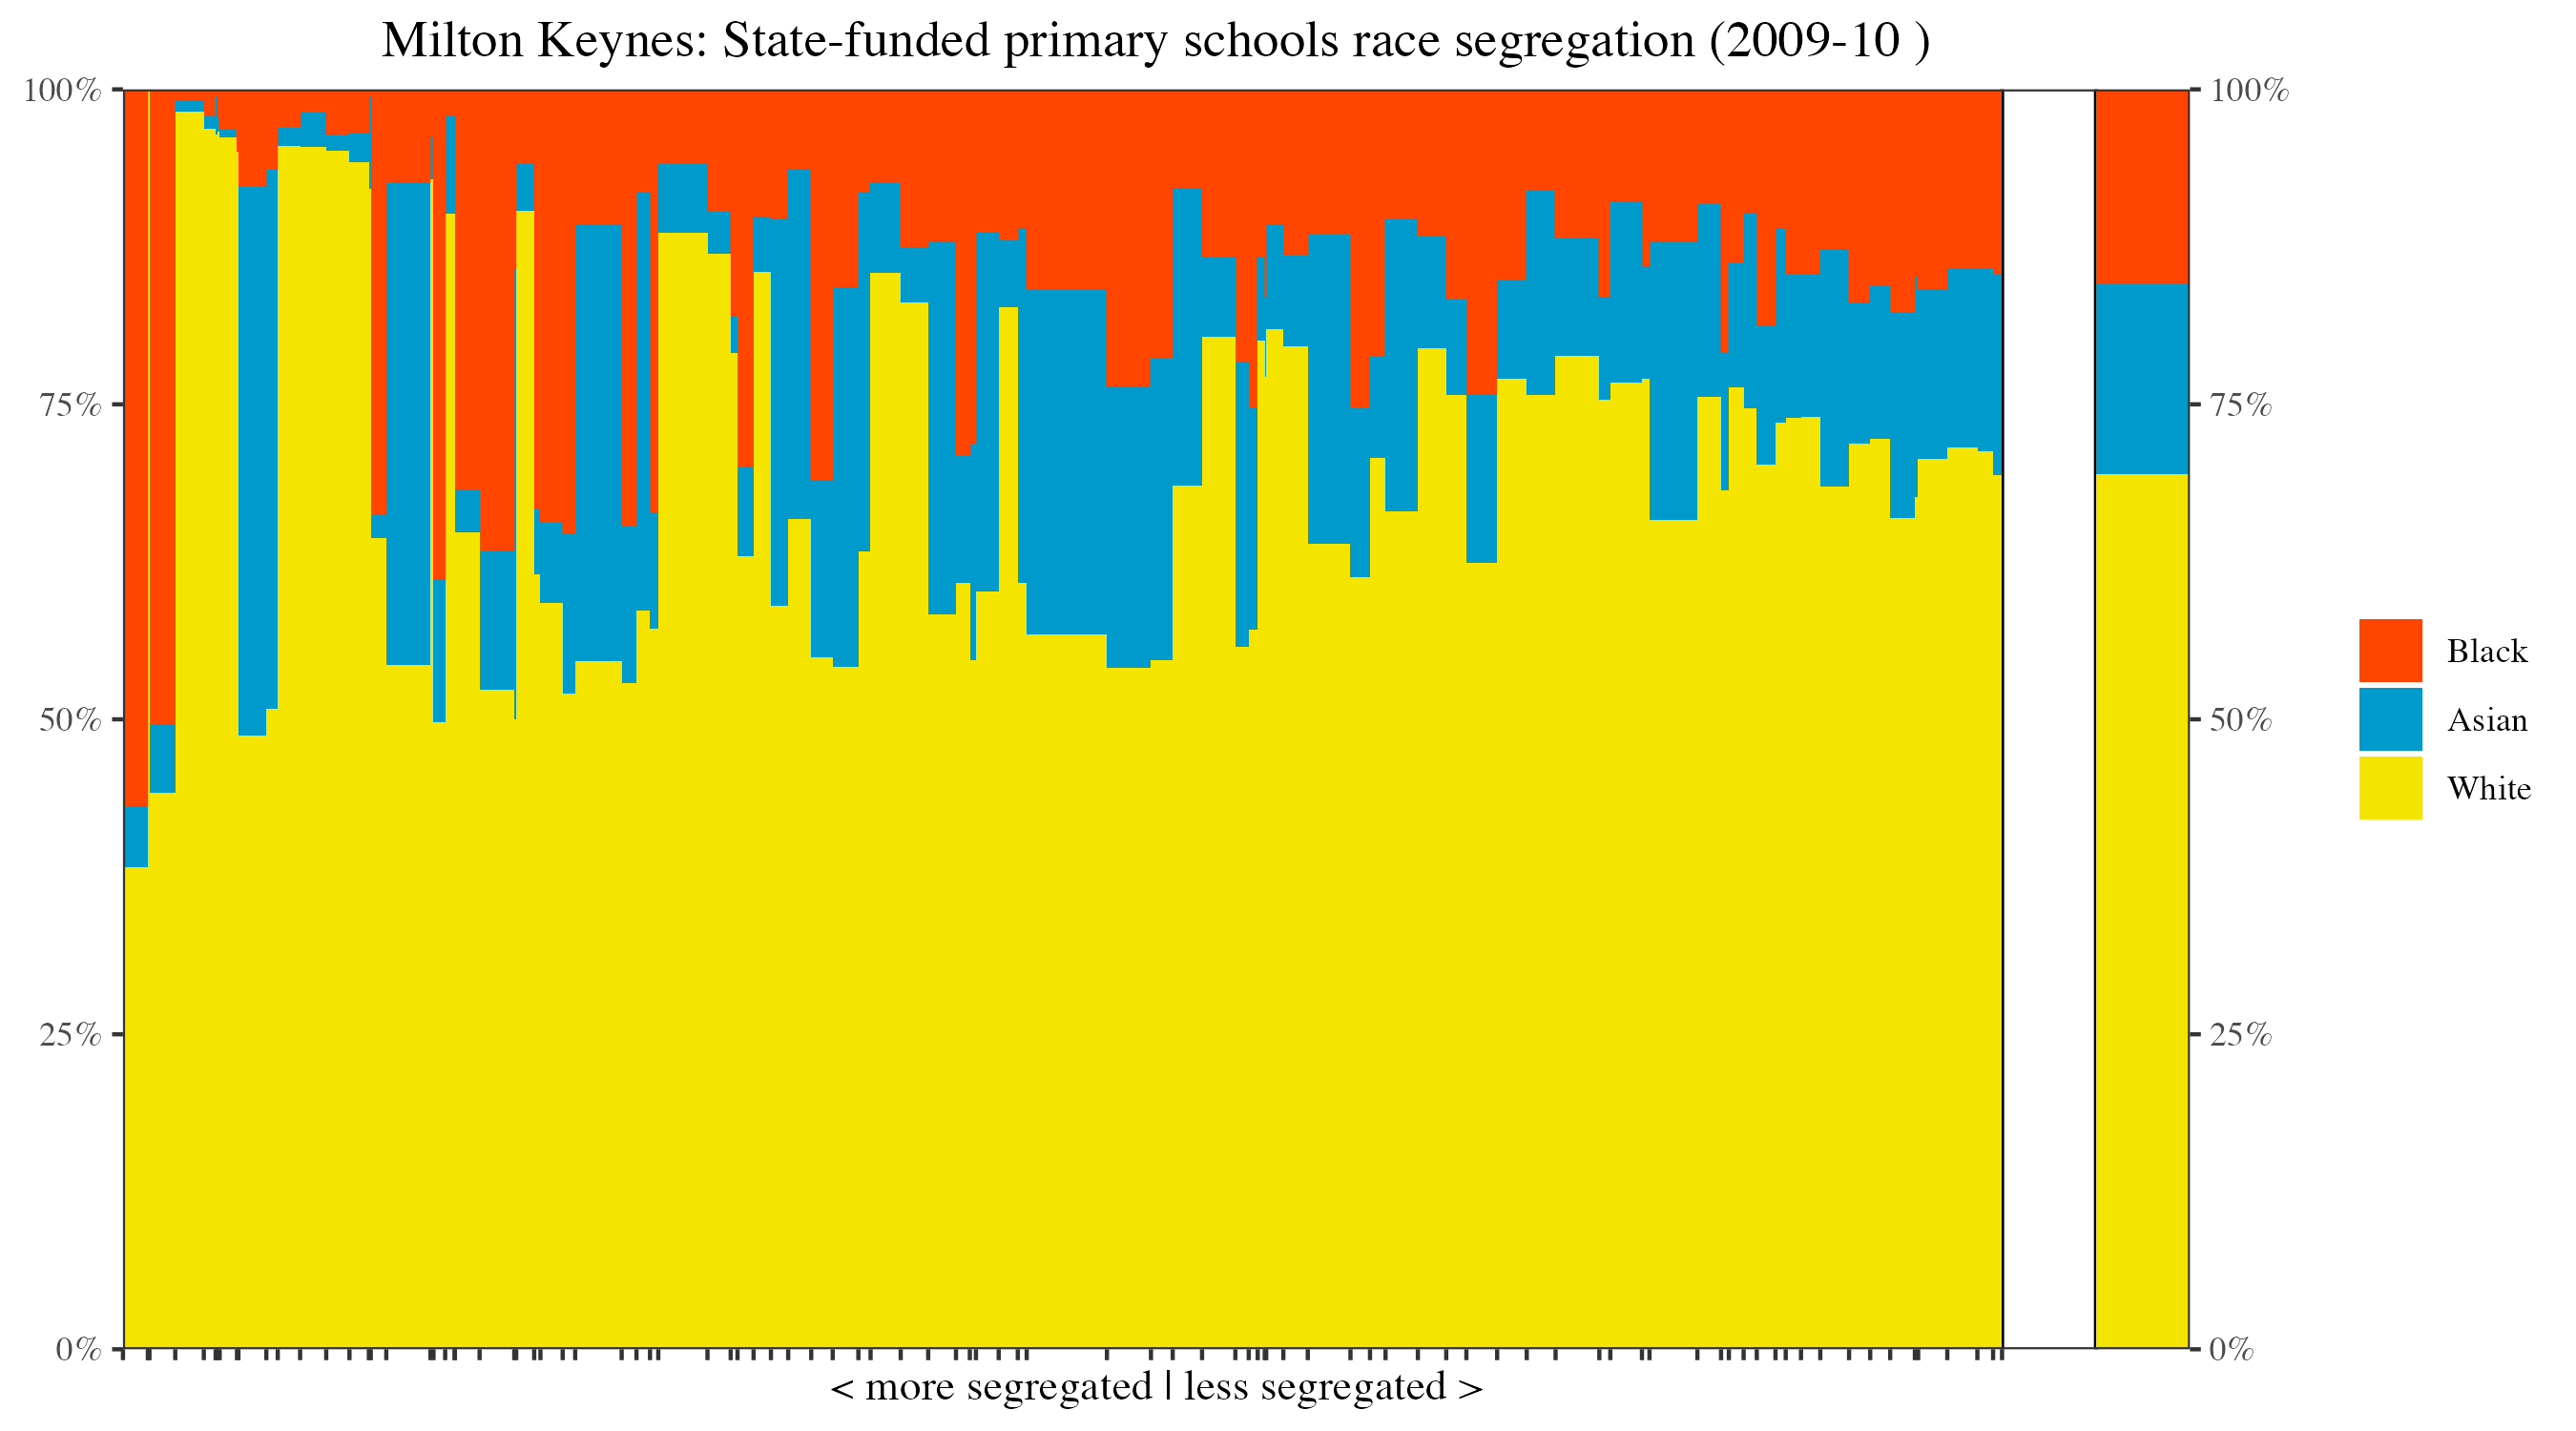 Milton Keynes: State-funded primary schools race segregation (2009-10 )
100%
75%
50%
25%
0%
100%
75%
50%
25%
0%
Black
Asian
White
< more segregated | less segregated >